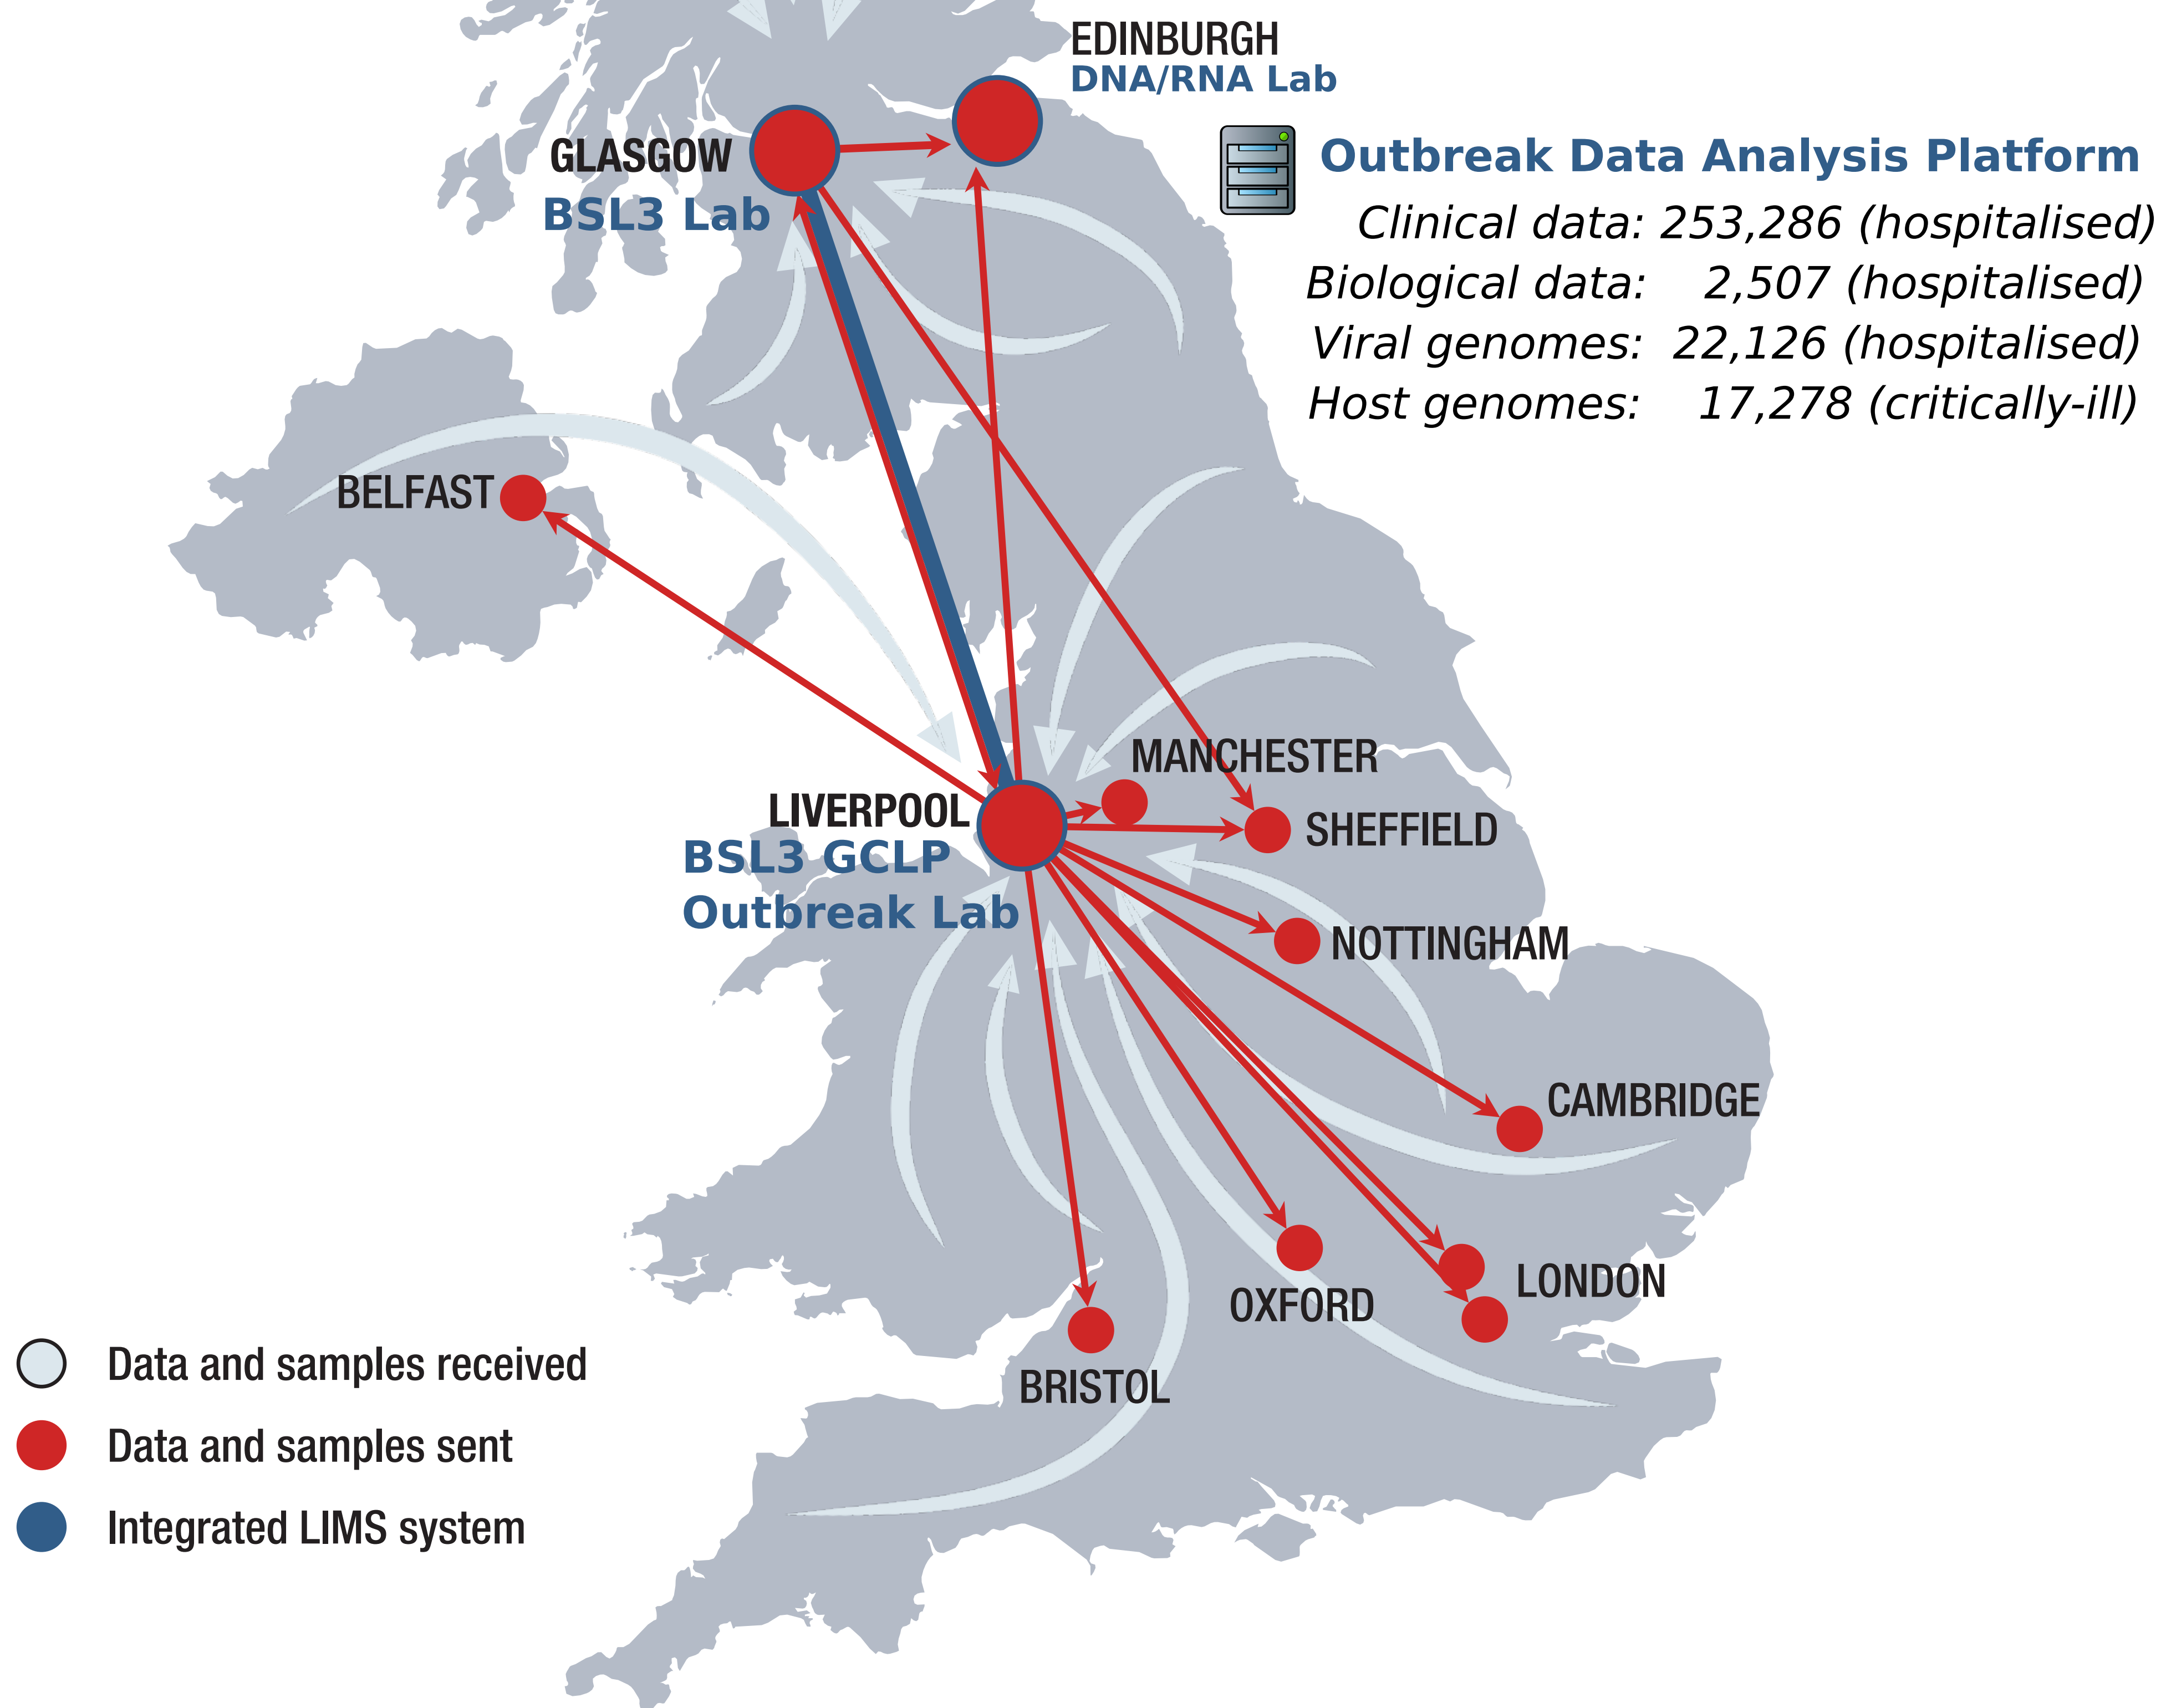 EDINBURGH
DNA/RNA Lab
GLASGOW
BSL3 Lab
Outbreak Data Analysis Platform
Clinical data: 253,286 (hospitalised)
Biological data: 2,507 (hospitalised)
Viral genomes: 22,126 (hospitalised)
Host genomes: 17,278 (critically-ill)
BELFAST
MANCHESTER
LIVERPOOL
BSL3 GCLP
Outbreak Lab
SHEFFIELD
NOTTINGHAM
CAMBRIDGE
LONDON
OXFORD
BRISTOL
Data and samples received
Data and samples sent
Integrated LIMS system